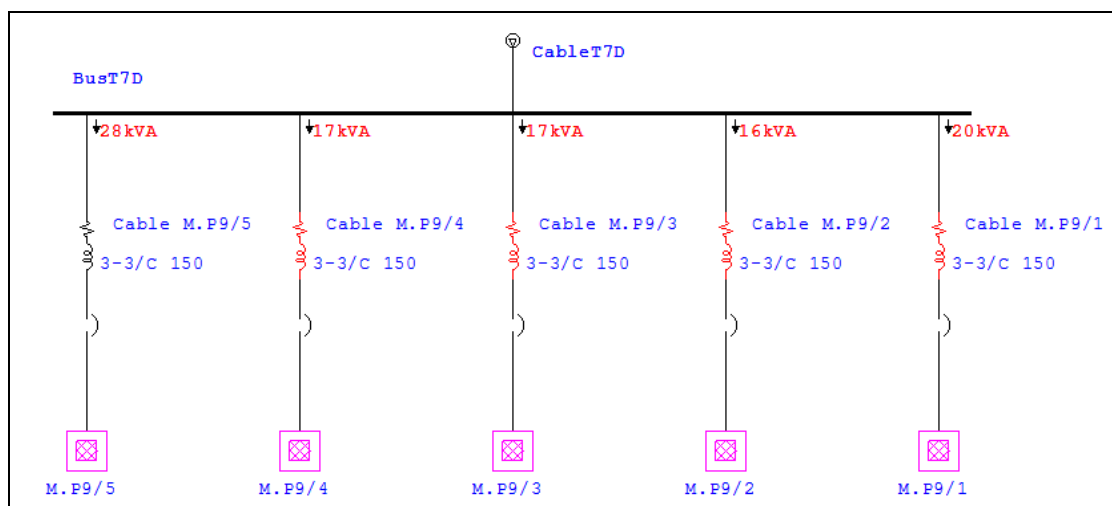 CableT7D
BusT7D
28kVA 17kVA 17kVA 16kVA 20kVA
Cable M.P9/5 Cable M.P9/4 Cable M.P9/3 Cable M.P9/2 Cable M.P9/1
3-3/C 150 3-3/C 150 3-3/C 150 3-3/C 150 3-3/C 150
M.P9/5 M.P9/4 M.P9/3 M.P9/2 M.P9/1